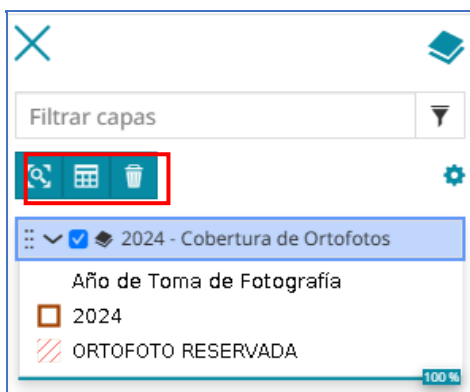 Filtrar capas
2024 - Cobertura de Ortofotos
Año de Toma de Fotografía
2024
ORTOFOTO RESERVADA
100 %